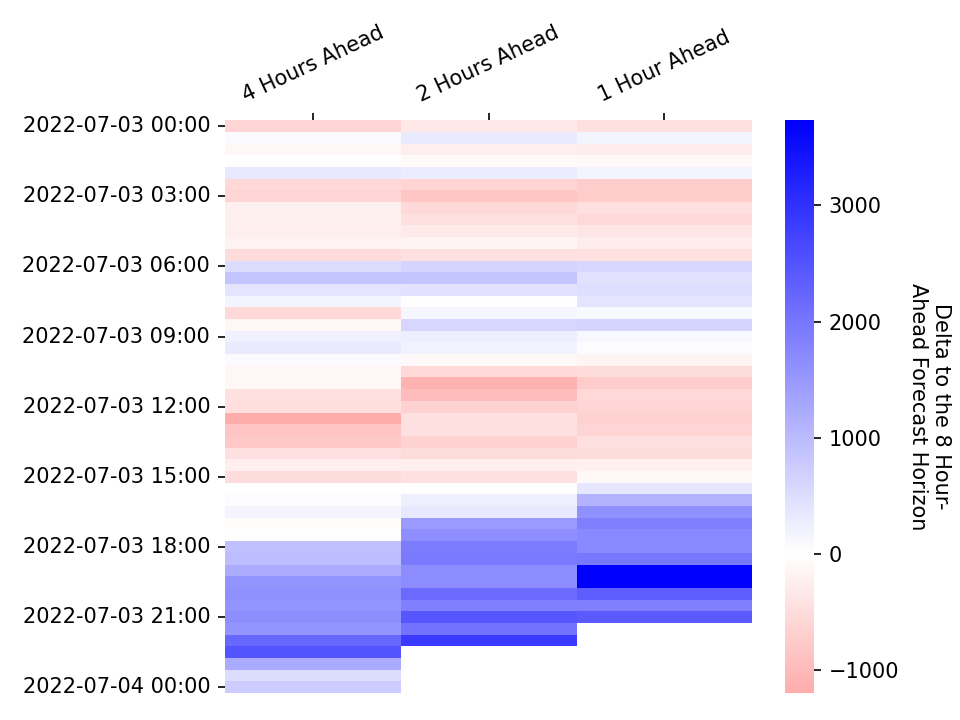 4 Hours Ahead
2 Hours Ahead
1 Hour Ahead
2022-07-03 00:00
2022-07-03 03:00
2022-07-03 06:00
2022-07-03 09:00
2022-07-03 12:00
2022-07-03 15:00
2022-07-03 18:00
2022-07-03 21:00
2022-07-04 00:00
3000
2000
1000
0
−1000
Delta to the 8 Hour-
Ahead Forecast Horizon